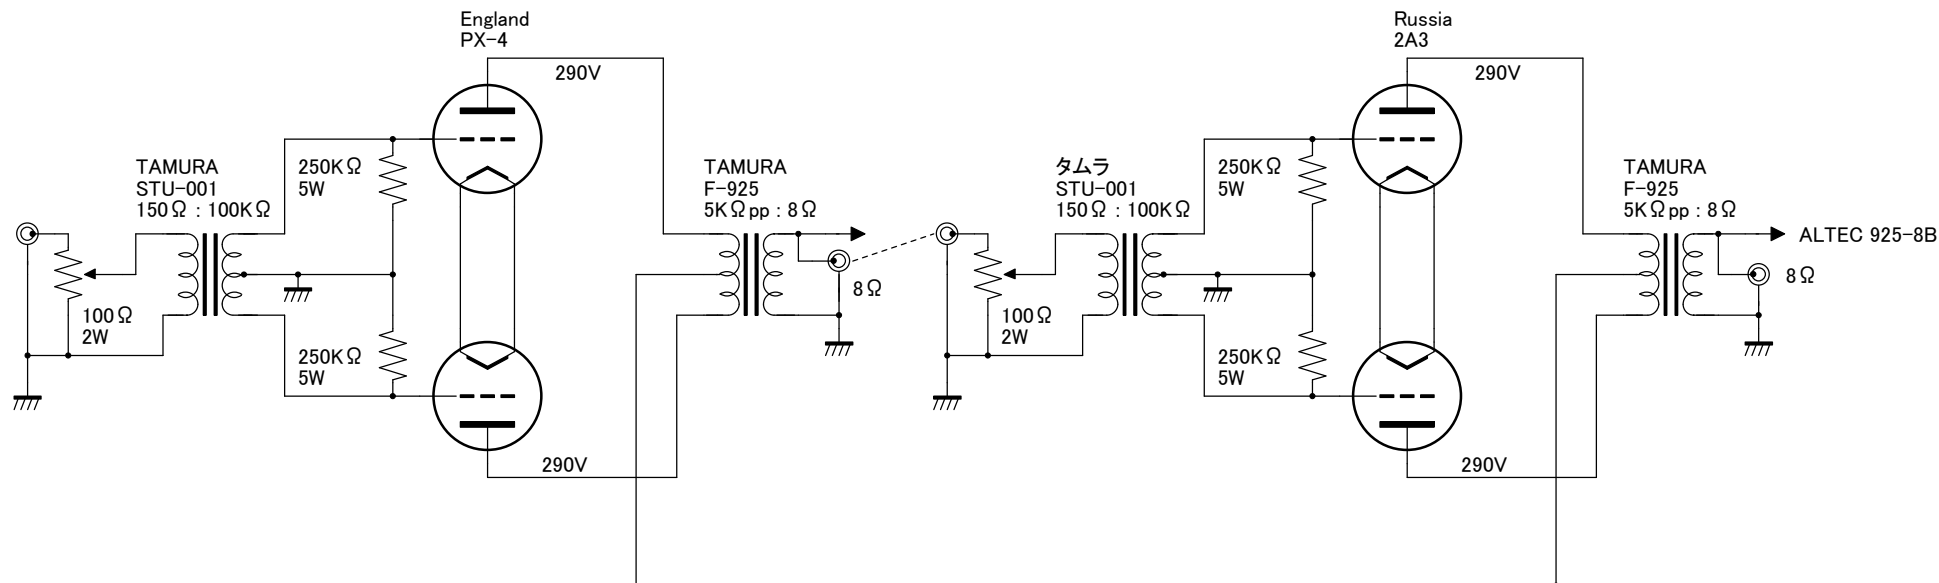 England
PX-4
290V
TAMURA
STU-001
150Ω : 100KΩ
250KΩ
5W
100Ω
2W
250KΩ
5W
290V
TAMURA
F-925
5KΩpp : 8Ω
8Ω
Russia
2A3
290V
タムラ
STU-001
150Ω : 100KΩ
250KΩ
5W
100Ω
2W
250KΩ
5W
290V
TAMURA
F-925
5KΩpp : 8Ω
ALTEC 925-8B
8Ω